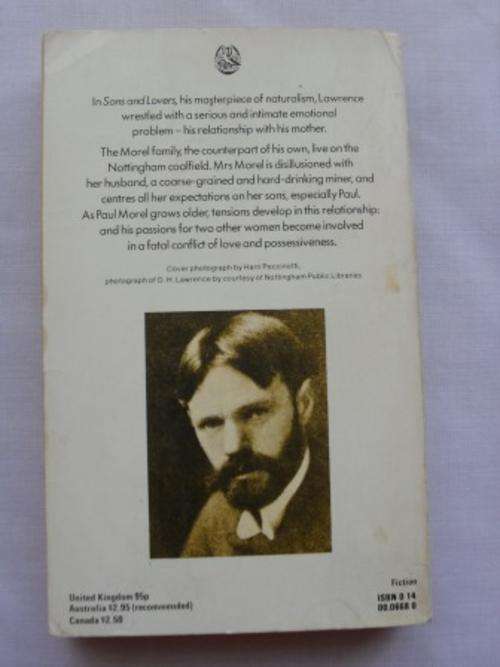 In Sons and Lovers, his masterpiece of naturalism, Lawrence
wrestled with a serious and intimate emotional
problem – his relationship with his mother.
The Morel family, the counterpart of his own, live on the
Nottingham coalfield. Mrs Morel is disillusioned with
her husband, a coarse-grained and hard-drinking miner, and
centres all her expectations on her sons, especially Paul.
As Paul Morel grows older, tensions develop in this relationship:
and his passions for two other women become involved
in a fatal conflict of love and possessiveness.
Cover photograph by Harri Peccinotti,
photograph of D. H. Lawrence by courtesy of Nottingham Public Libraries
Fiction
United Kingdom 95p
Australia $2.95 (recommended)
Canada $2.50
ISBN 0 14
00.0668 0